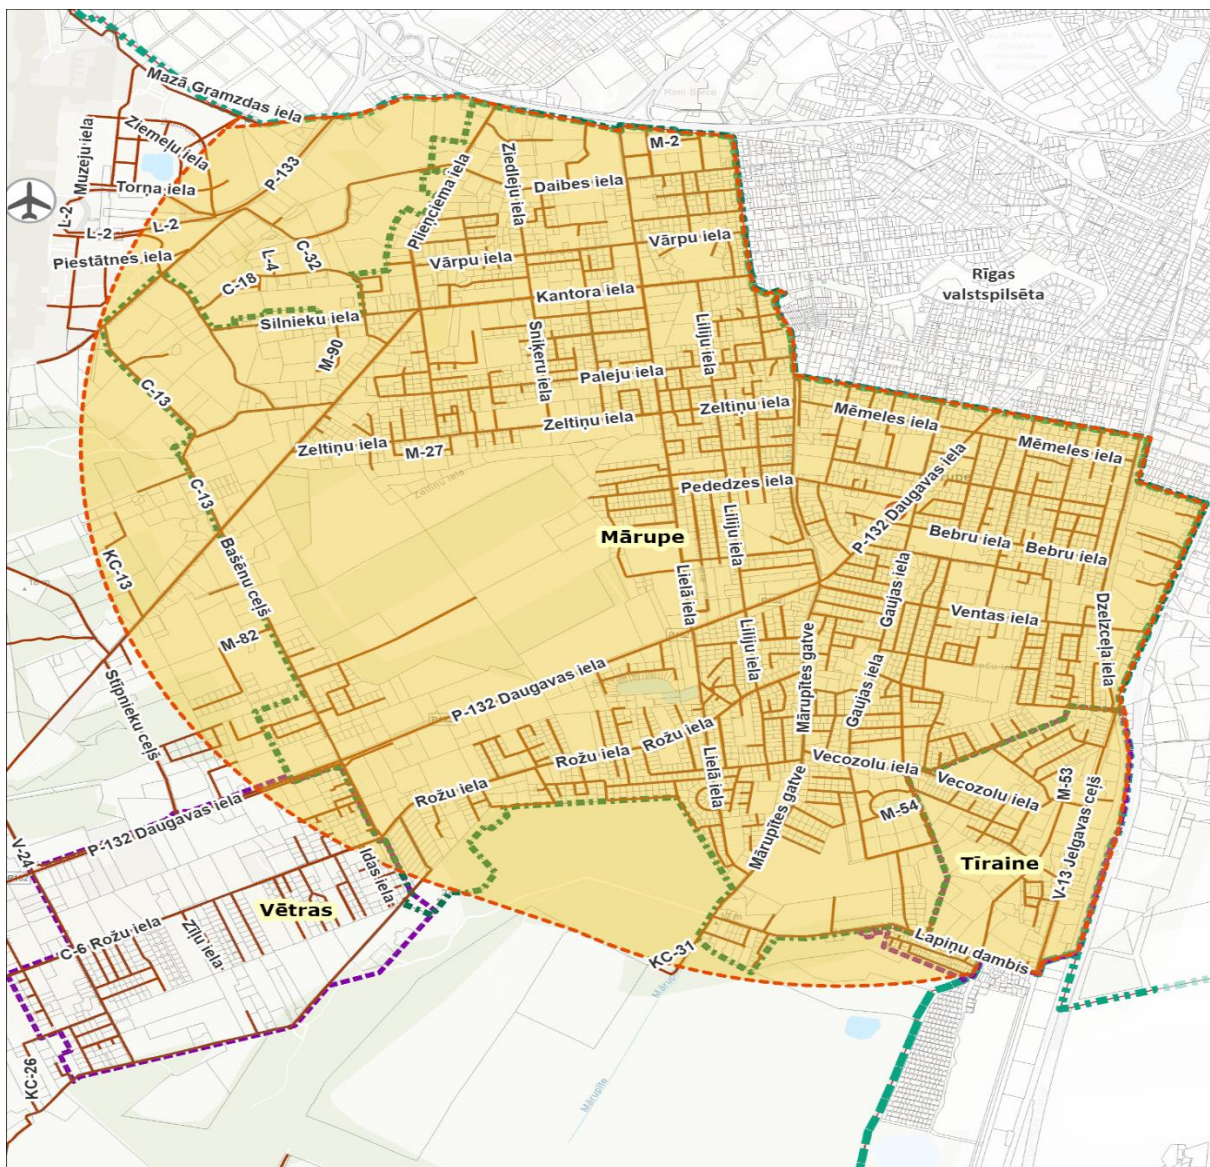 Rimi Spice
Mazā Gramzdas iela
Ziemeļu iela
Muzeju iela
P-133
M-2
Ziedleju iela
Daibes iela
Torņa iela
Plieņciema iela
L-2
L-2
L-2
Vārpu iela
Vārpu iela
Piestātnes iela
L-4
C-32
C-18
Rīgas
valstspilsēta
Kantora iela
Silnieku iela
Sniķeru iela
Liliju iela
M-90
Paleju iela
C-13
Zeltiņu iela
Zeltiņu iela
Mēmeles iela
Zeltiņu iela
M-27
Mēmeles iela
Zeltiņu iela
C-13
Pededzes iela
P-132 Daugavas iela
Mārupe
Liliju iela
Bebru iela
Bebru iela
KC-13
Bašēnu ceļš
Lielā iela
Gaujas iela
Dzelzceļa iela
Ventas iela
M-82
Liliju iela
Mārupītes gatve
Stīpnieku ceļš
P-132 Daugavas iela
Gaujas iela
Rožu iela
Rožu iela
Vecozolu iela
Rožu iela
Lielā iela
M-53
Vecozolu iela
P-132 Daugavas iela
Mārupītes gatve
M-54
V-24
Idas iela
Tīraine
V-13 Jelgavas ceļš
Vētras
C-6 Rožu iela
Zīļu iela
Lapiņu dambis
KC-31
KC-26
Mārupīte